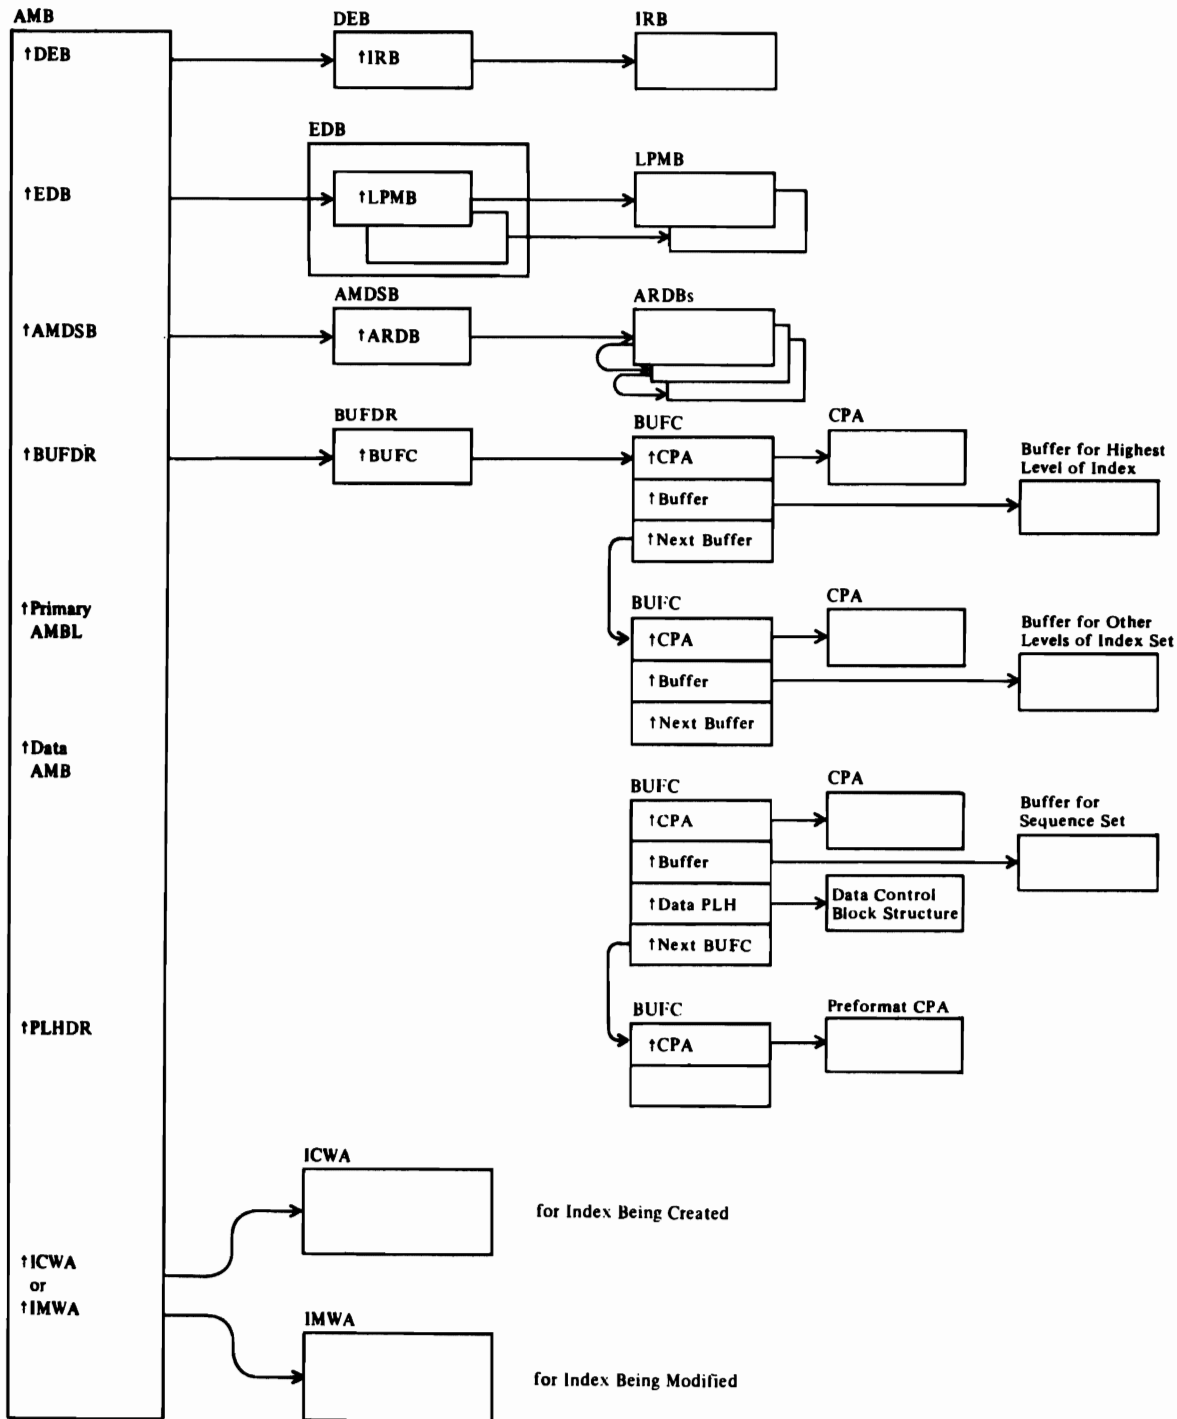 AMB
DEB
IRB
↑DEB
↑IRB
EDB
LPMB
↑EDB
↑LPMB
AMDSB
ARDBs
↑AMDSB
↑ARDB
BUFDR
BUFC
CPA
↑BUFDR
↑BUFC
↑CPA
Buffer for Highest
Level of Index
↑Buffer
↑Next Buffer
↑Primary
AMBL
BUFC
CPA
↑CPA
Buffer for Other
Levels of Index Set
↑Buffer
↑Next Buffer
↑Data
AMB
BUFC
CPA
↑CPA
Buffer for
Sequence Set
↑Buffer
↑Data PLH
Data Control
Block Structure
↑Next BUFC
↑PLHDR
BUFC
Preformat CPA
↑CPA
ICWA
for Index Being Created
↑ICWA
or
↑IMWA
IMWA
for Index Being Modified